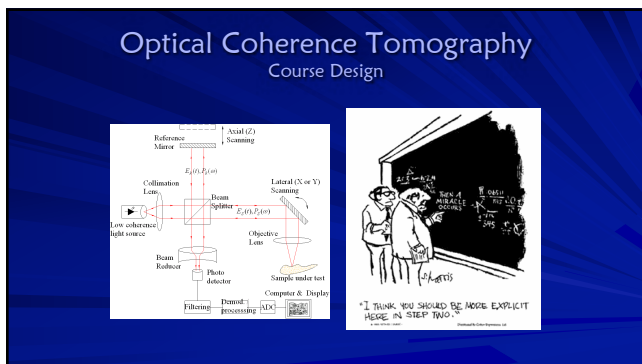 Optical Coherence Tomography
Course Design
Axial (Z)
Scanning
Reference
Mirror
Collimation
Lens
Beam
Splitter
Lateral (X or Y)
Scanning
Low coherence
light source
Objective
Lens
Beam
Reducer
Photo
detector
Sample under test
Computer & Display
Filtering
Demod.
processsing
ADC
THEN A
MIRACLE
OCCURS
S. Harris
"I THINK YOU SHOULD BE MORE EXPLICIT
HERE IN STEP TWO."